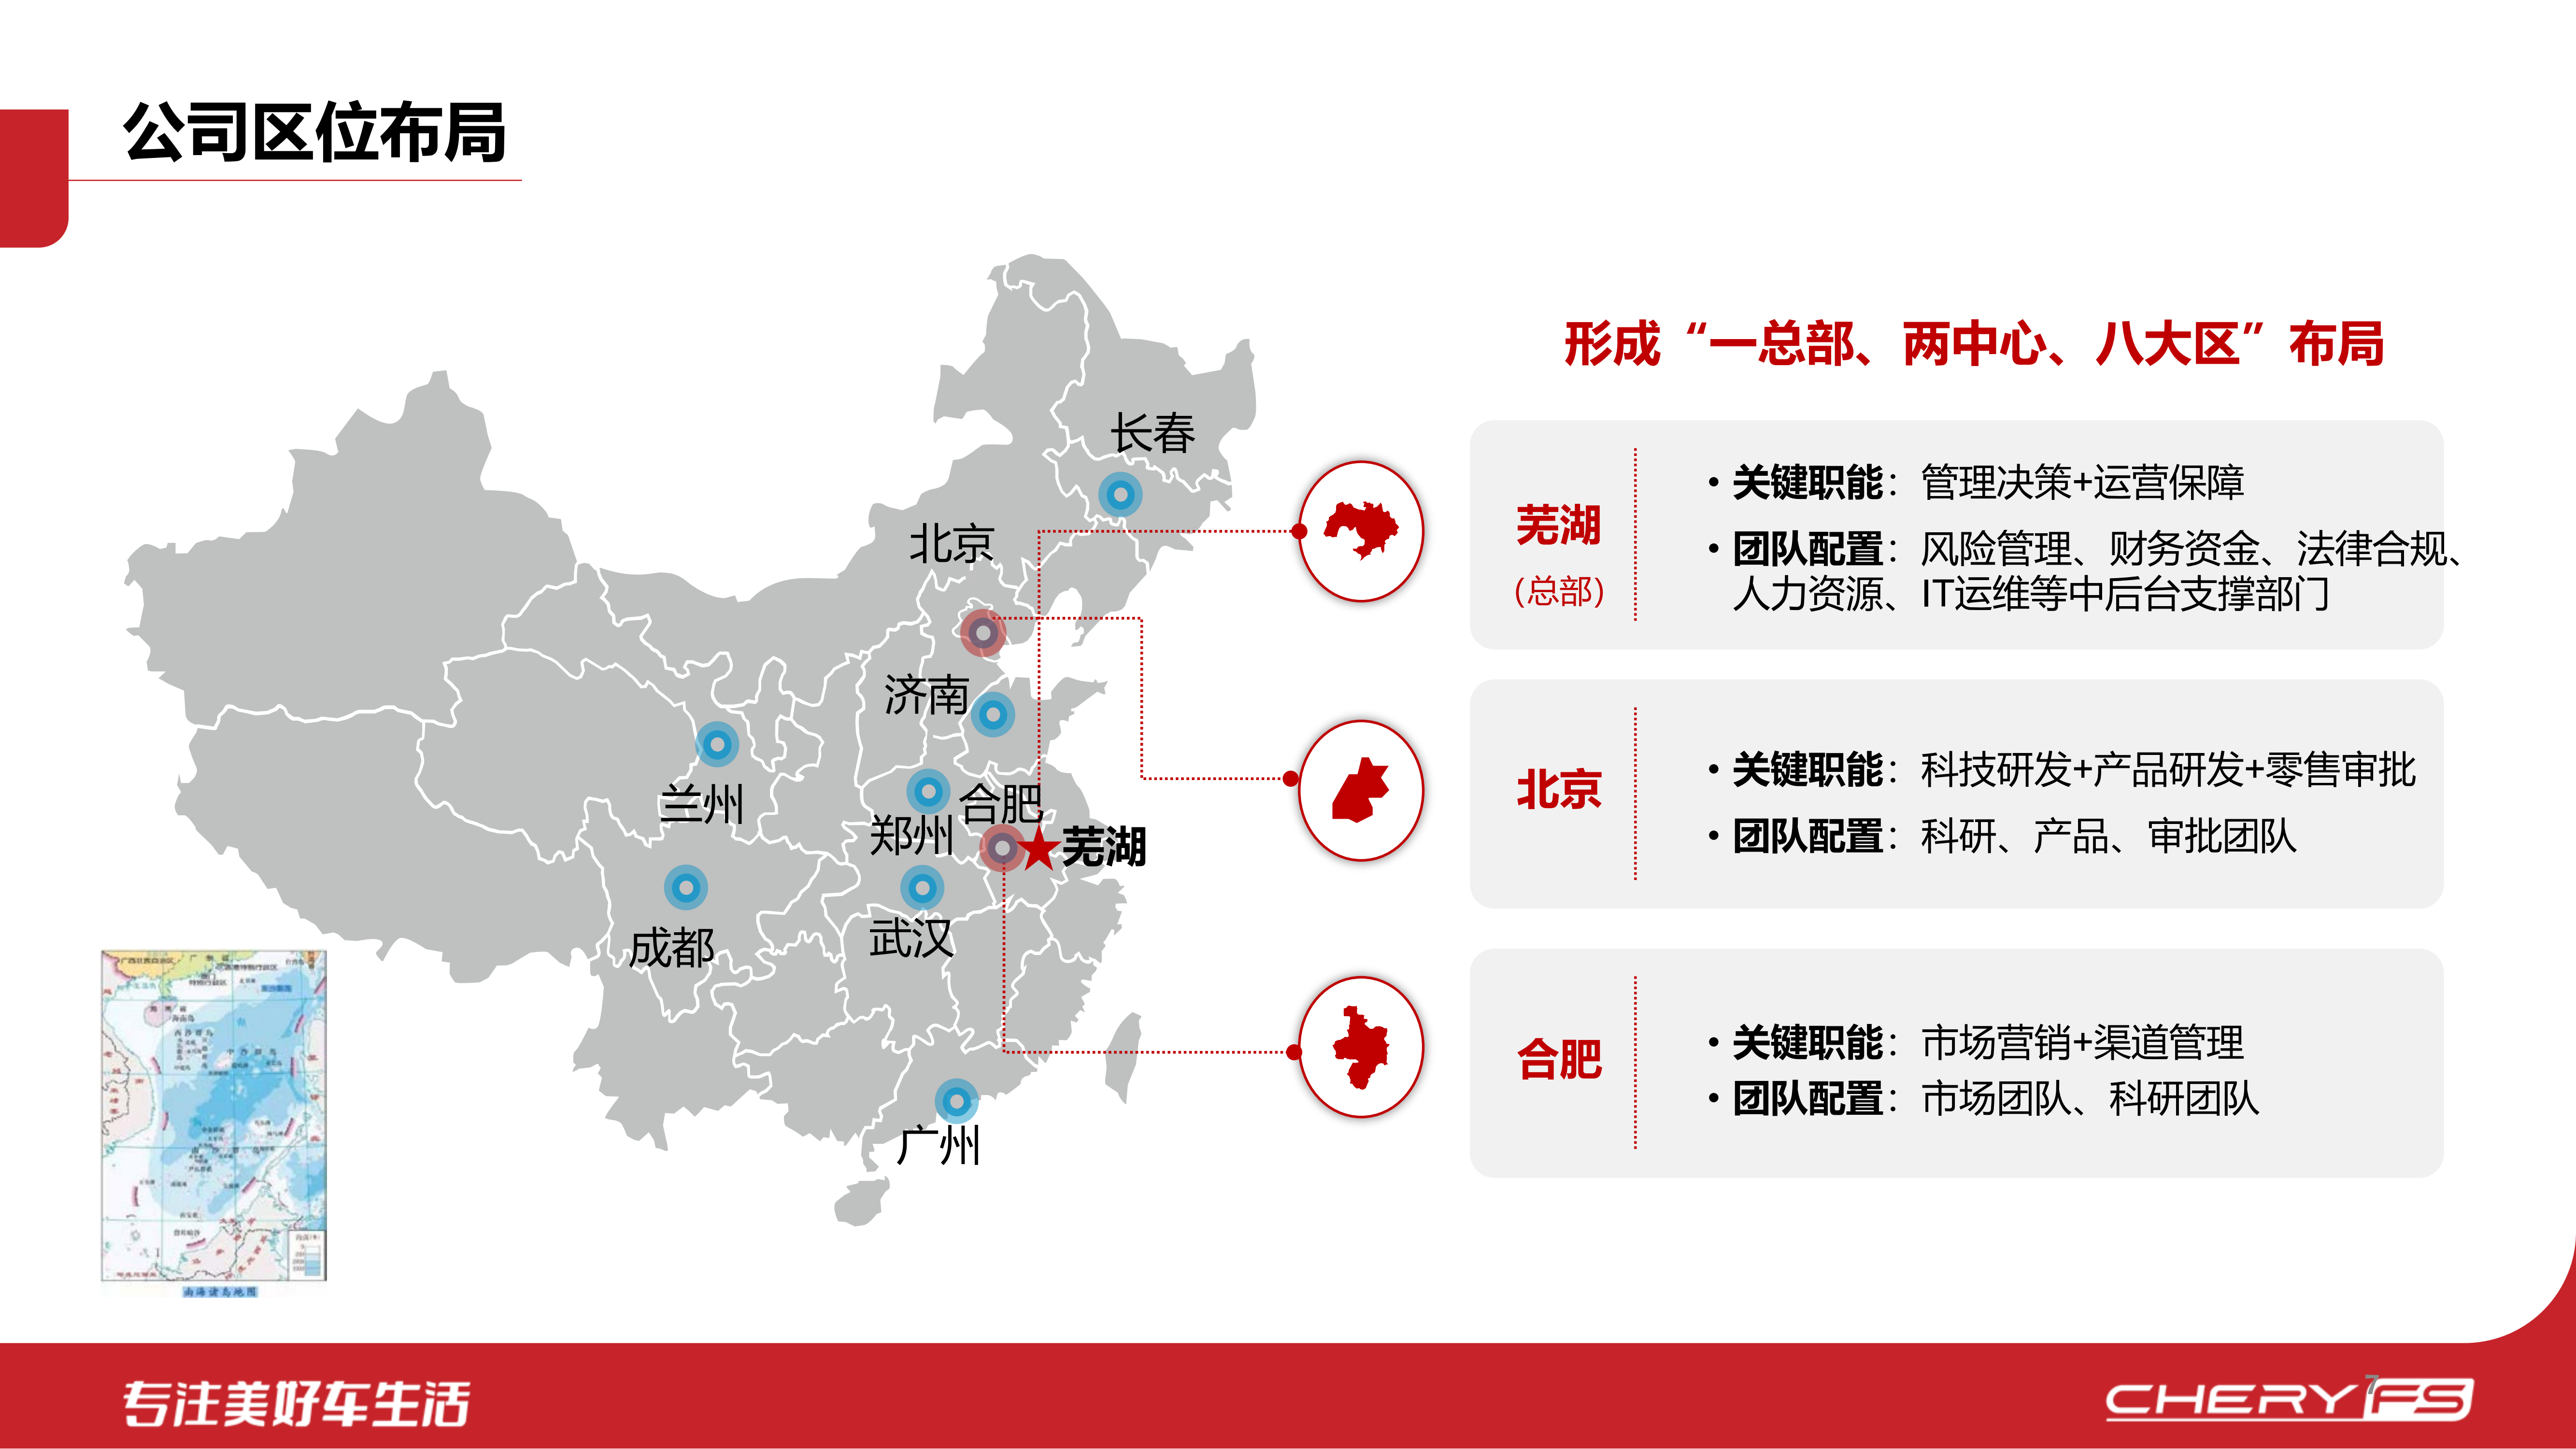 公司区位布局
形成“一总部、两中心、八大区”布局
长春
北京
济南
兰州
合肥
郑州
芜湖
成都
武汉
广州
芜湖
（总部）
• 关键职能：管理决策+运营保障
• 团队配置：风险管理、财务资金、法律合规、
人力资源、IT运维等中后台支撑部门
北京
• 关键职能：科技研发+产品研发+零售审批
• 团队配置：科研、产品、审批团队
合肥
• 关键职能：市场营销+渠道管理
• 团队配置：市场团队、科研团队
南海诸岛地图
专注美好车生活
CHERY FS
7